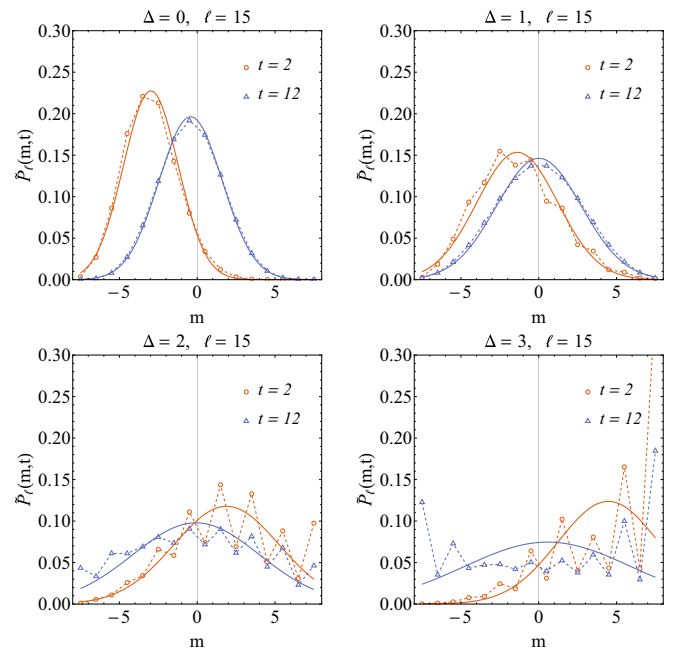 Δ = 0, ℓ = 15
0.30
0.25
0.20
0.15
0.10
0.05
0.00
P̃ℓ(m,t)
t = 2
t = 12
−5 0 5
m
Δ = 1, ℓ = 15
0.30
0.25
0.20
0.15
0.10
0.05
0.00
P̃ℓ(m,t)
t = 2
t = 12
−5 0 5
m
Δ = 2, ℓ = 15
0.30
0.25
0.20
0.15
0.10
0.05
0.00
P̃ℓ(m,t)
t = 2
t = 12
−5 0 5
m
Δ = 3, ℓ = 15
0.30
0.25
0.20
0.15
0.10
0.05
0.00
P̃ℓ(m,t)
t = 2
t = 12
−5 0 5
m